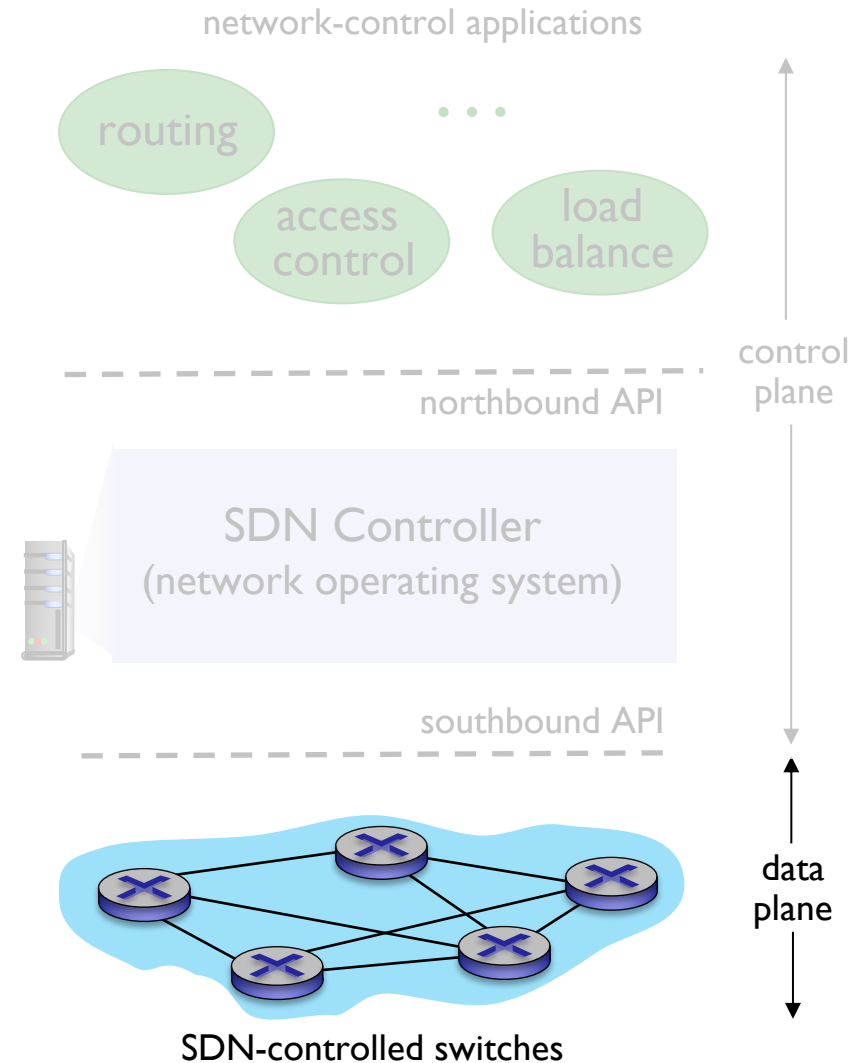 network-control applications
routing
...
access
control
load
balance
control
plane
northbound API
SDN Controller
(network operating system)
southbound API
data
plane
SDN-controlled switches